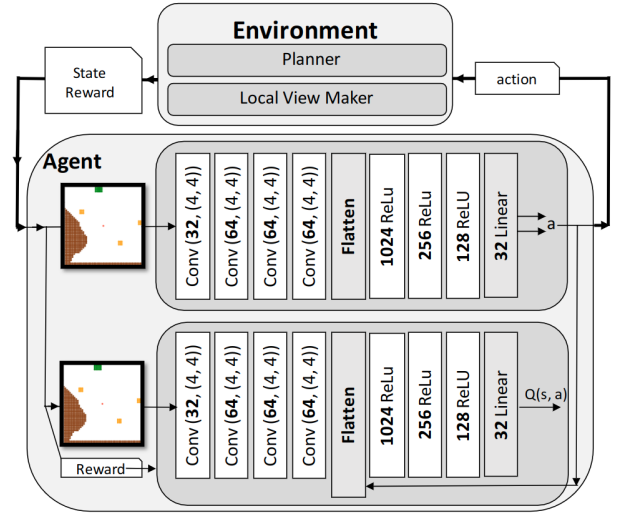 Environment
Planner
Local View Maker
State
Reward
action
Agent
Conv (32, (4, 4))
Conv (64, (4, 4))
Conv (64, (4, 4))
Conv (64, (4, 4))
Flatten
1024 ReLu
256 ReLu
128 ReLU
32 Linear
a
Conv (32, (4, 4))
Conv (64, (4, 4))
Conv (64, (4, 4))
Conv (64, (4, 4))
Flatten
1024 ReLu
256 ReLu
128 ReLU
32 Linear
Q(s, a)
Reward